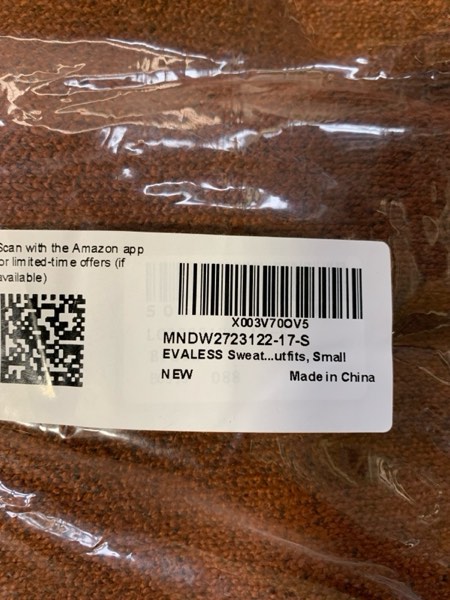 Scan with the Amazon app
or limited-time offers (if
available)
X003V70OV5
MNDW2723122-17-S
EVALESS Sweat...utfits, Small
NEW
Made in China